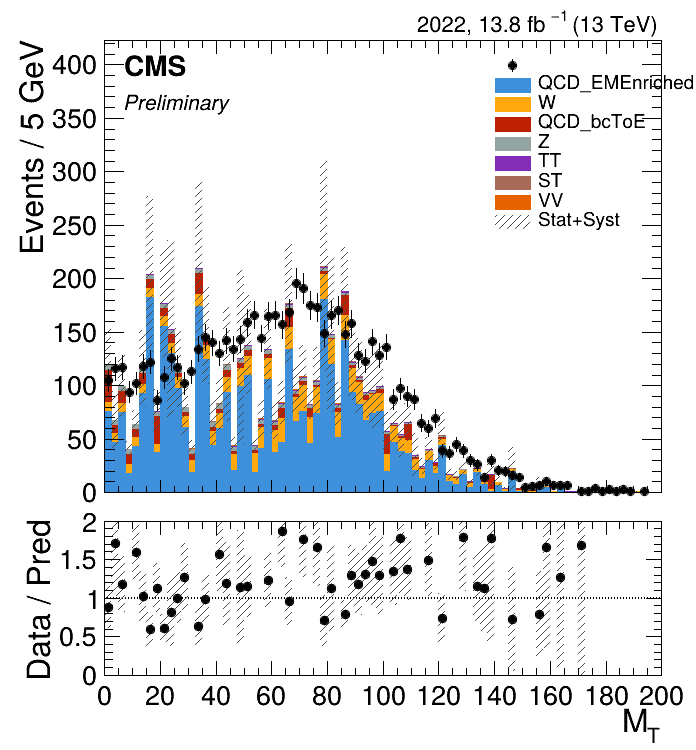 2022, 13.8 fb⁻¹ (13 TeV)
CMS
Preliminary
QCD_EMEnriched
W
QCD_bcToE
Z
TT
ST
VV
Stat+Syst
Events / 5 GeV
400
350
300
250
200
150
100
50
0
Data / Pred
2
1.5
1
0.5
0
0 20 40 60 80 100 120 140 160 180 200
M_T